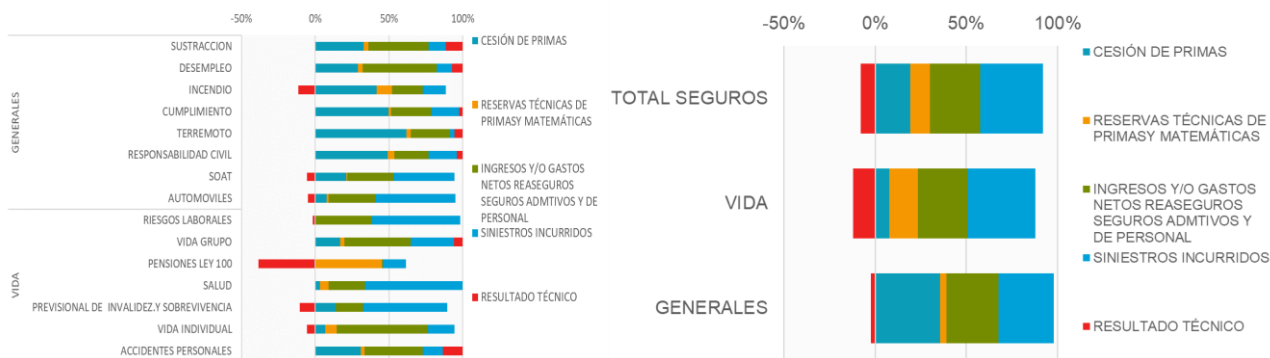 -50%
0%
50%
100%
GENERALES
SUSTRACCION
DESEMPLEO
INCENDIO
CUMPLIMIENTO
TERREMOTO
RESPONSABILIDAD CIVIL
SOAT
AUTOMOVILES
VIDA
RIESGOS LABORALES
VIDA GRUPO
PENSIONES LEY 100
SALUD
PREVISIONAL DE INVALIDEZ.Y SOBREVIVENCIA
VIDA INDIVIDUAL
ACCIDENTES PERSONALES
CESIÓN DE PRIMAS
RESERVAS TÉCNICAS DE
PRIMASY MATEMÁTICAS
INGRESOS Y/O GASTOS
NETOS REASEGUROS
SEGUROS ADMTIVOS Y DE
PERSONAL
SINIESTROS INCURRIDOS
RESULTADO TÉCNICO
-50%
0%
50%
100%
TOTAL SEGUROS
VIDA
GENERALES
CESIÓN DE PRIMAS
RESERVAS TÉCNICAS DE
PRIMASY MATEMÁTICAS
INGRESOS Y/O GASTOS
NETOS REASEGUROS
SEGUROS ADMTIVOS Y
DE PERSONAL
SINIESTROS INCURRIDOS
RESULTADO TÉCNICO